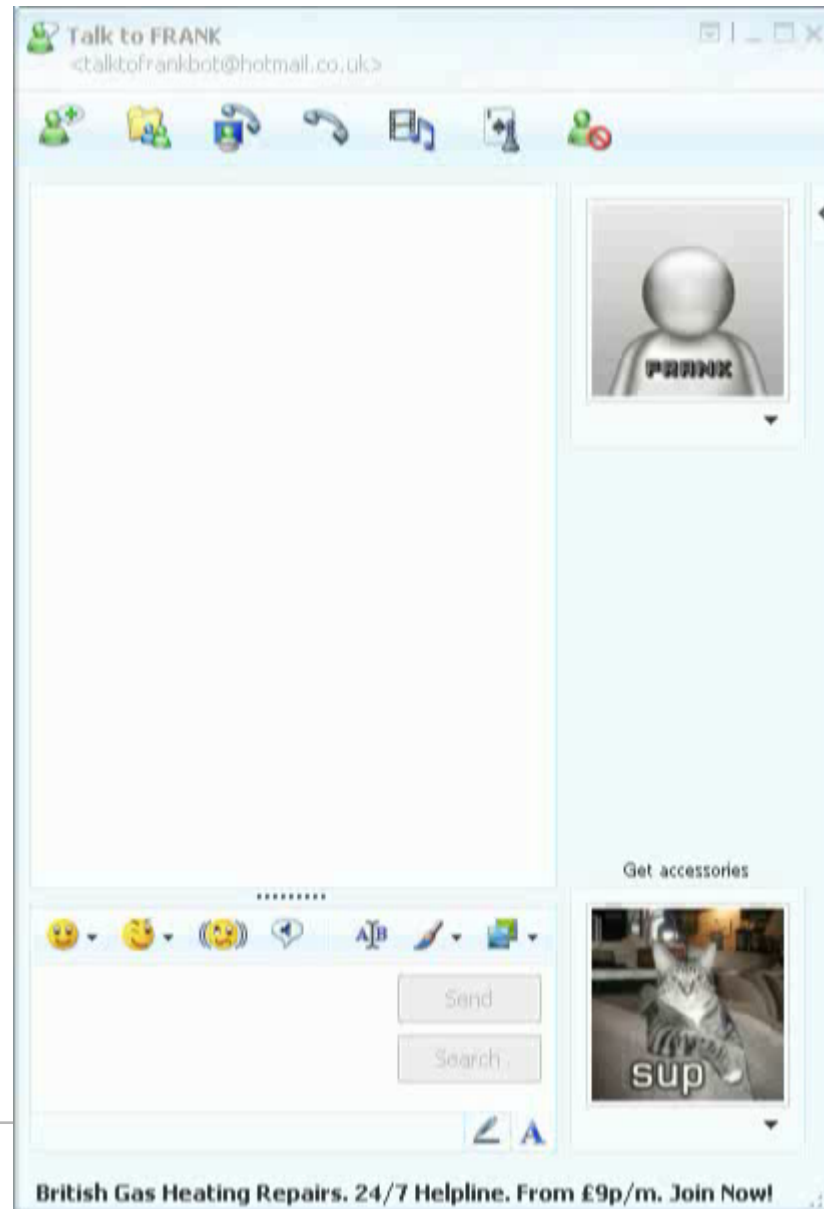 Talk to FRANK
<talktofrankbot@hotmail.co.uk>
FRANK
Get accessories
AB
Send
Search
sup
A
British Gas Heating Repairs. 24/7 Helpline. From £9p/m. Join Now!